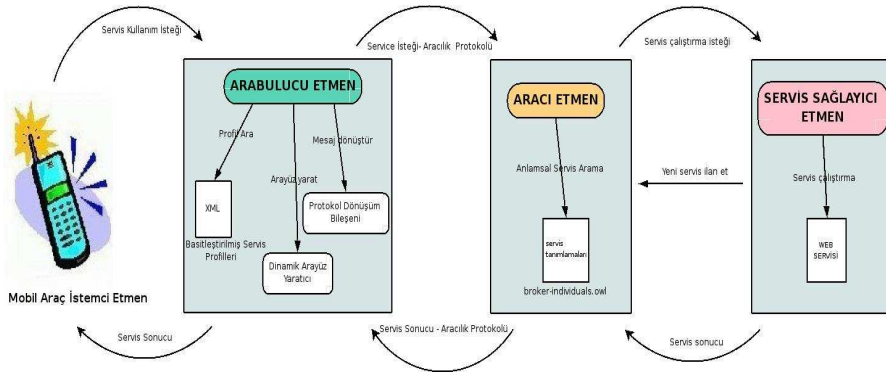 Servis Kullanım İsteği
Service İsteği- Aracılık Protokolü
Servis çalıştırma isteği
ARABULUCU ETMEN
Profil Ara
Mesaj dönüştür
Arayüz yarat
XML
Basitleştirilmiş Servis
Profilleri
Protokol Dönüşüm
Bileşeni
Dinamik Arayüz
Yaratıcı
ARACI ETMEN
Anlamsal Servis Arama
servis
tanımlamaları
broker-individuals.owl
Yeni servis ilan et
SERVİS SAĞLAYICI
ETMEN
Servis çalıştırma
WEB
SERVİSİ
Mobil Araç İstemci Etmen
Servis Sonucu
Servis Sonucu - Aracılık Protokolü
Servis sonucu